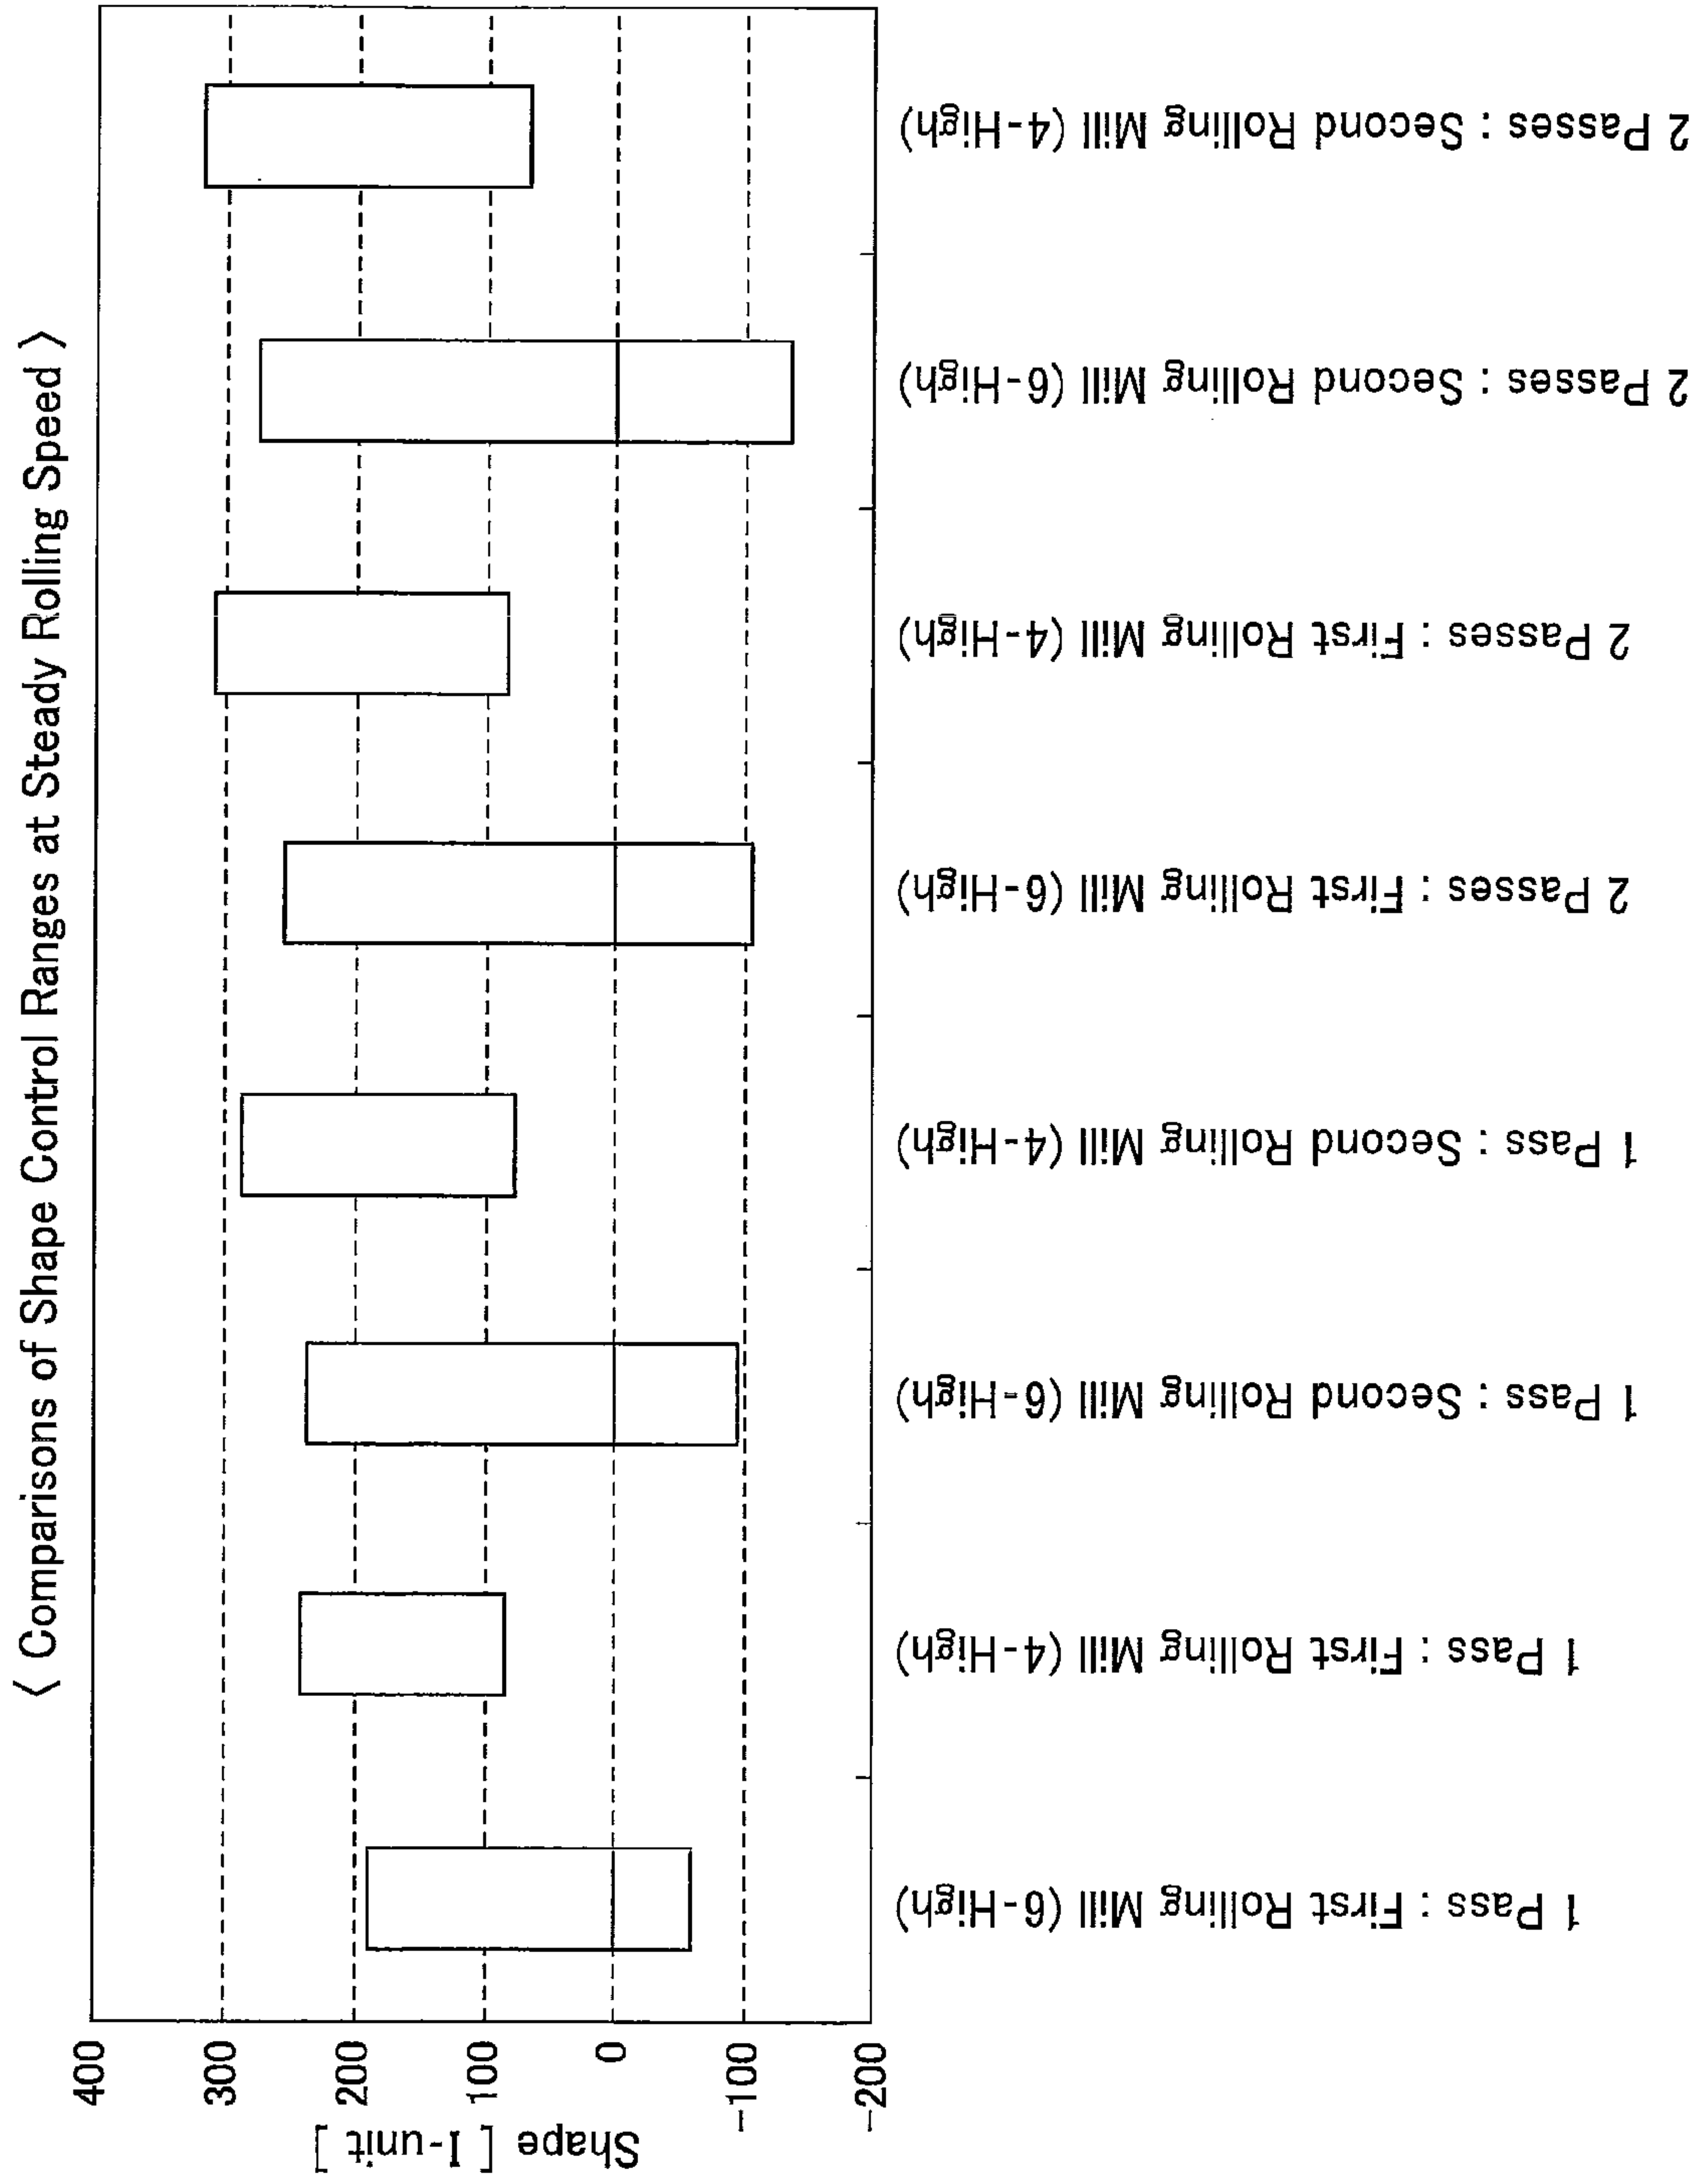 〈 Comparisons of Shape Control Ranges at Steady Rolling Speed 〉
Shape [ I-unit ]
400
300
200
100
0
-100
-200
1 Pass : First Rolling Mill (6-High)
1 Pass : First Rolling Mill (4-High)
1 Pass : Second Rolling Mill (6-High)
1 Pass : Second Rolling Mill (4-High)
2 Passes : First Rolling Mill (6-High)
2 Passes : First Rolling Mill (4-High)
2 Passes : Second Rolling Mill (6-High)
2 Passes : Second Rolling Mill (4-High)